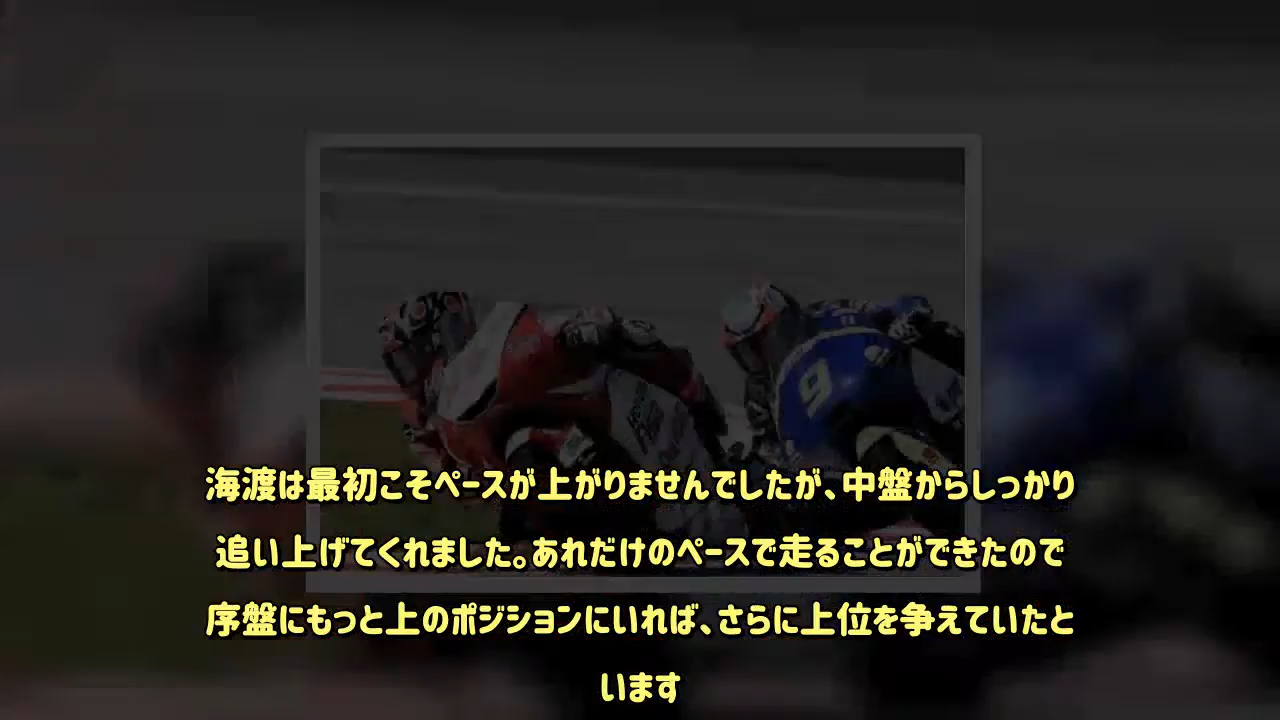 海渡は最初こそペースが上がりませんでしたが、中盤からしっかり
追い上げてくれました。あれだけのペースで走ることができたので
序盤にもっと上のポジションにいれば、さらに上位を争えていたと
います
9